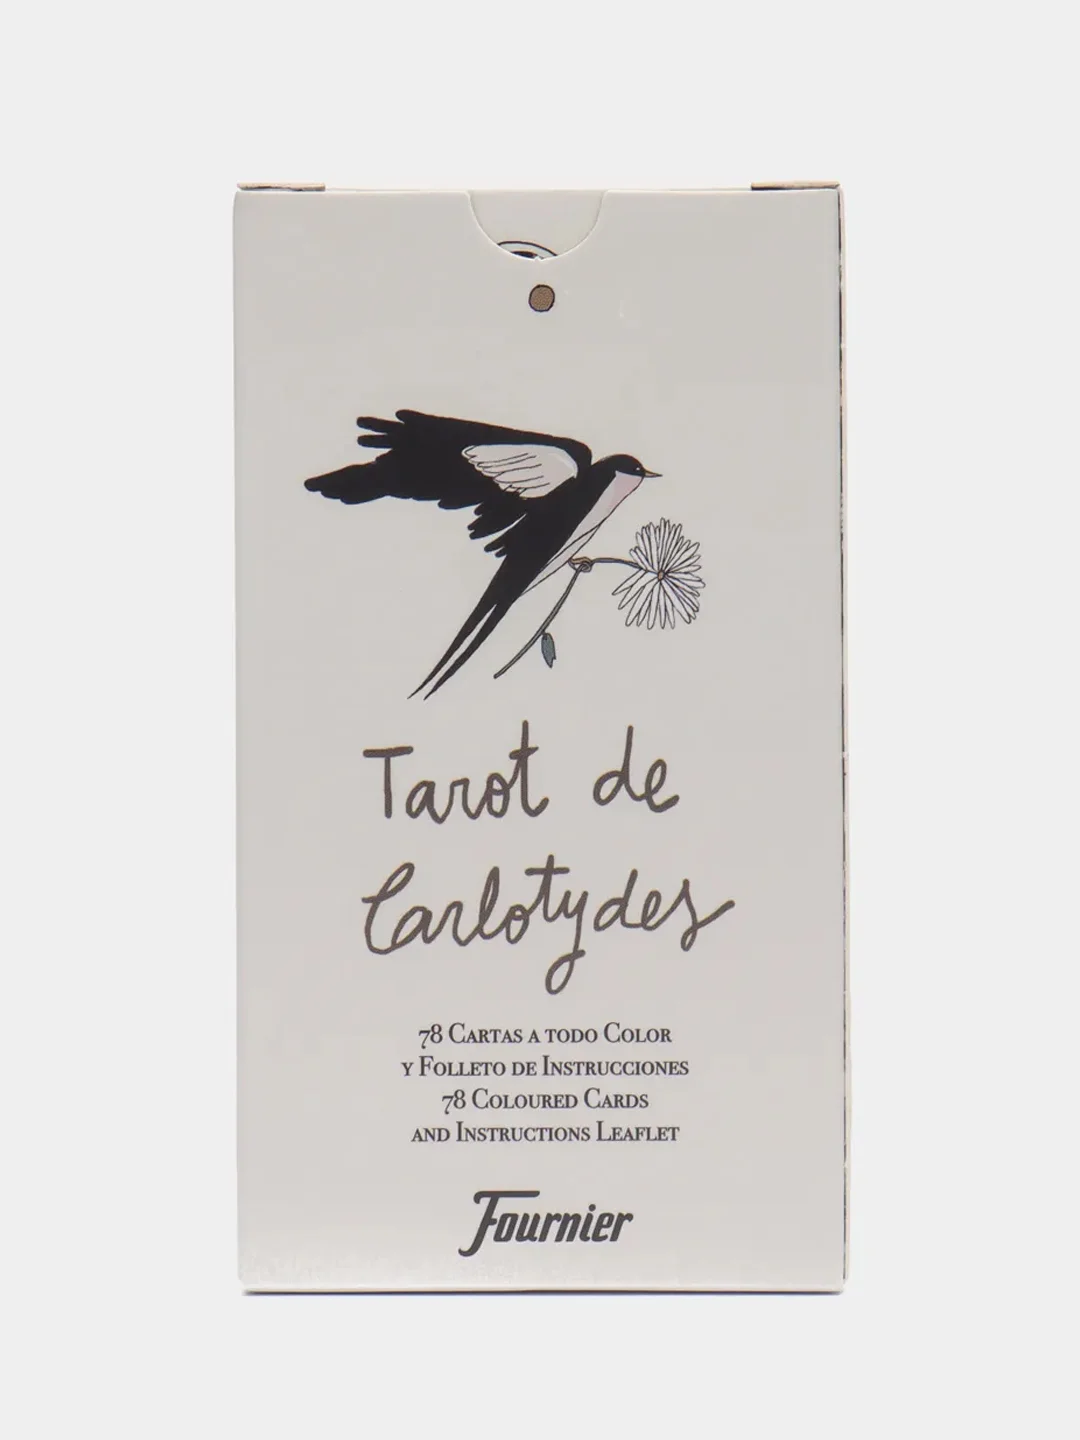 Tarot de
Carlotydes
78 Cartas a todo Color
y Folleto de Instrucciones
78 Coloured Cards
and Instructions Leaflet
Fournier